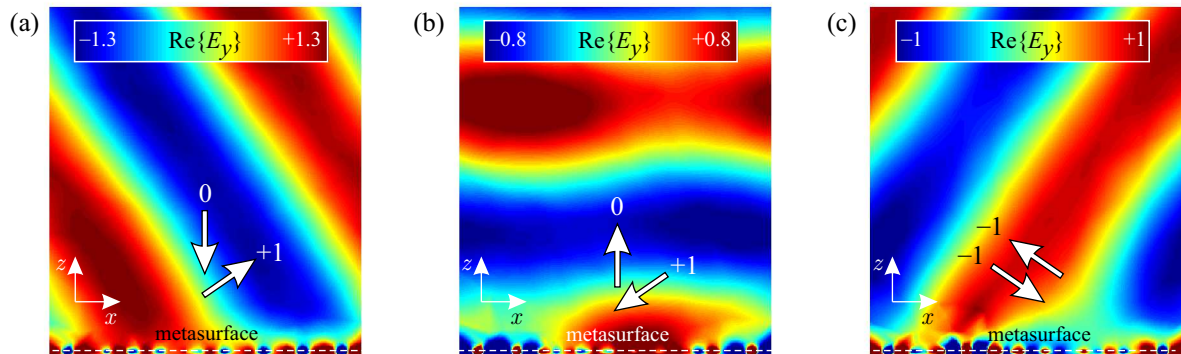 (a)
−1.3 Re{Ey} +1.3
0
+1
z
x
metasurface
(b)
−0.8 Re{Ey} +0.8
0
+1
z
x
metasurface
(c)
−1 Re{Ey} +1
−1
−1
z
x
metasurface